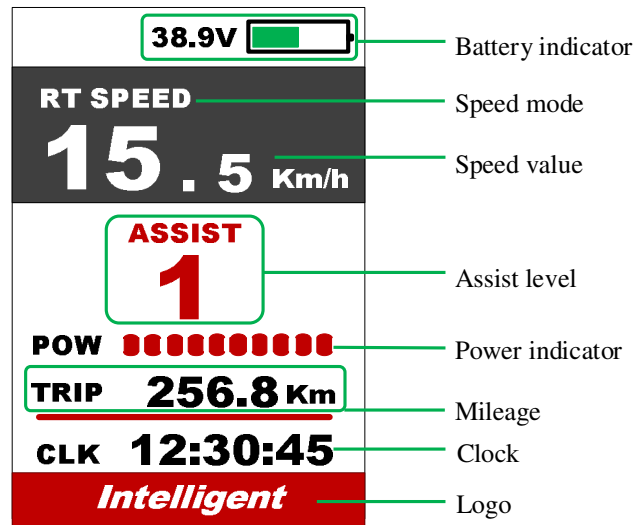 38.9V
Battery indicator
RT SPEED
Speed mode
15.5 Km/h
Speed value
ASSIST
1
Assist level
POW
Power indicator
TRIP 256.8 Km
Mileage
CLK 12:30:45
Clock
Intelligent
Logo